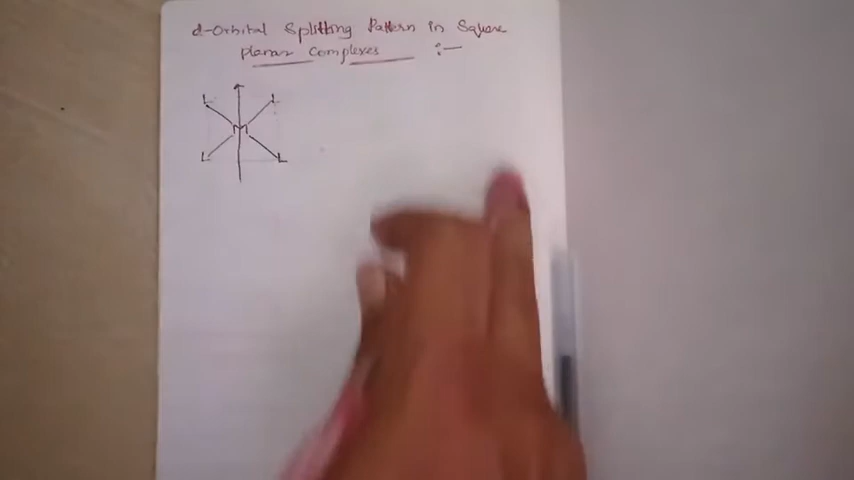 d-Orbital Splitting Pattern in Square
planar Complexes :-
L L
M
L L